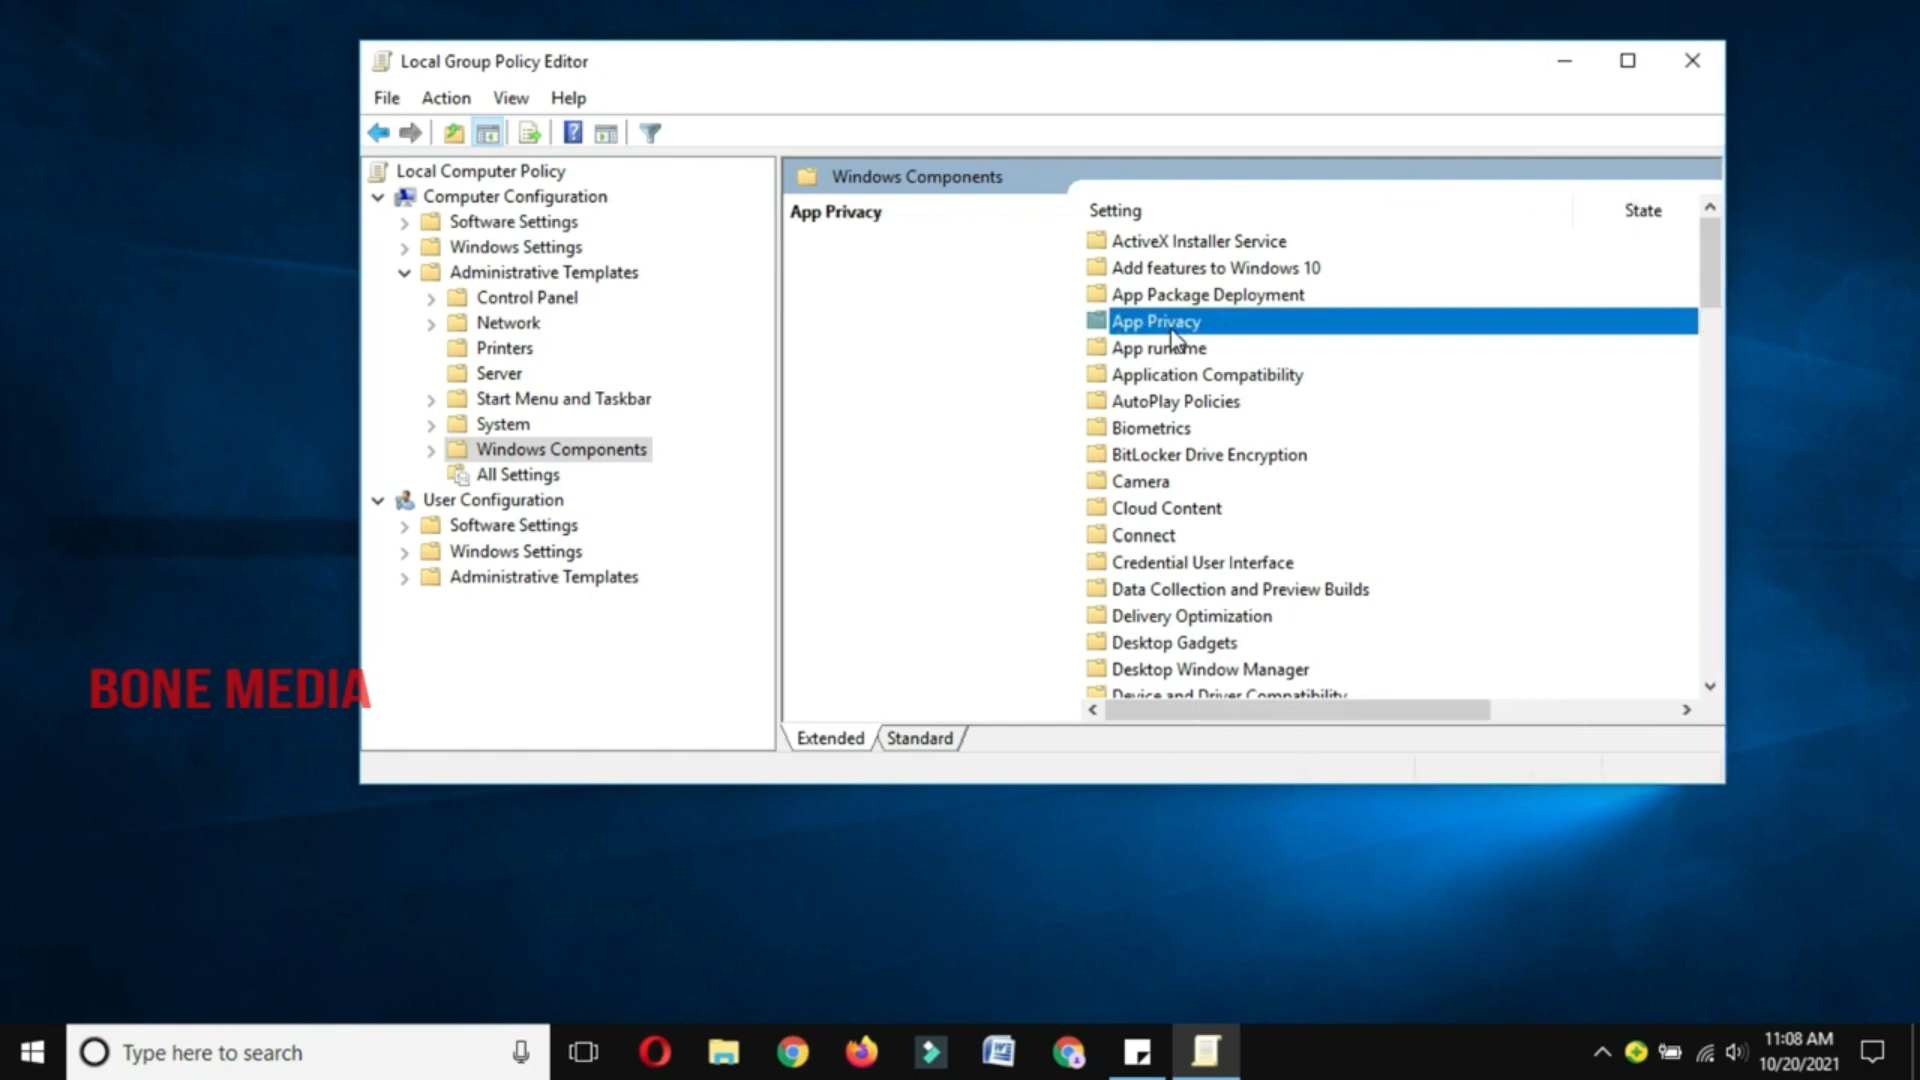 Local Group Policy Editor
File Action View Help
Local Computer Policy
Computer Configuration
Software Settings
Windows Settings
Administrative Templates
Control Panel
Network
Printers
Server
Start Menu and Taskbar
System
Windows Components
All Settings
User Configuration
Software Settings
Windows Settings
Administrative Templates
Windows Components
App Privacy
Setting State
ActiveX Installer Service
Add features to Windows 10
App Package Deployment
App Privacy
App runtime
Application Compatibility
AutoPlay Policies
Biometrics
BitLocker Drive Encryption
Camera
Cloud Content
Connect
Credential User Interface
Data Collection and Preview Builds
Delivery Optimization
Desktop Gadgets
Desktop Window Manager
Device and Driver Compatibility
Extended Standard
BONE MEDIA
Type here to search
11:08 AM
10/20/2021